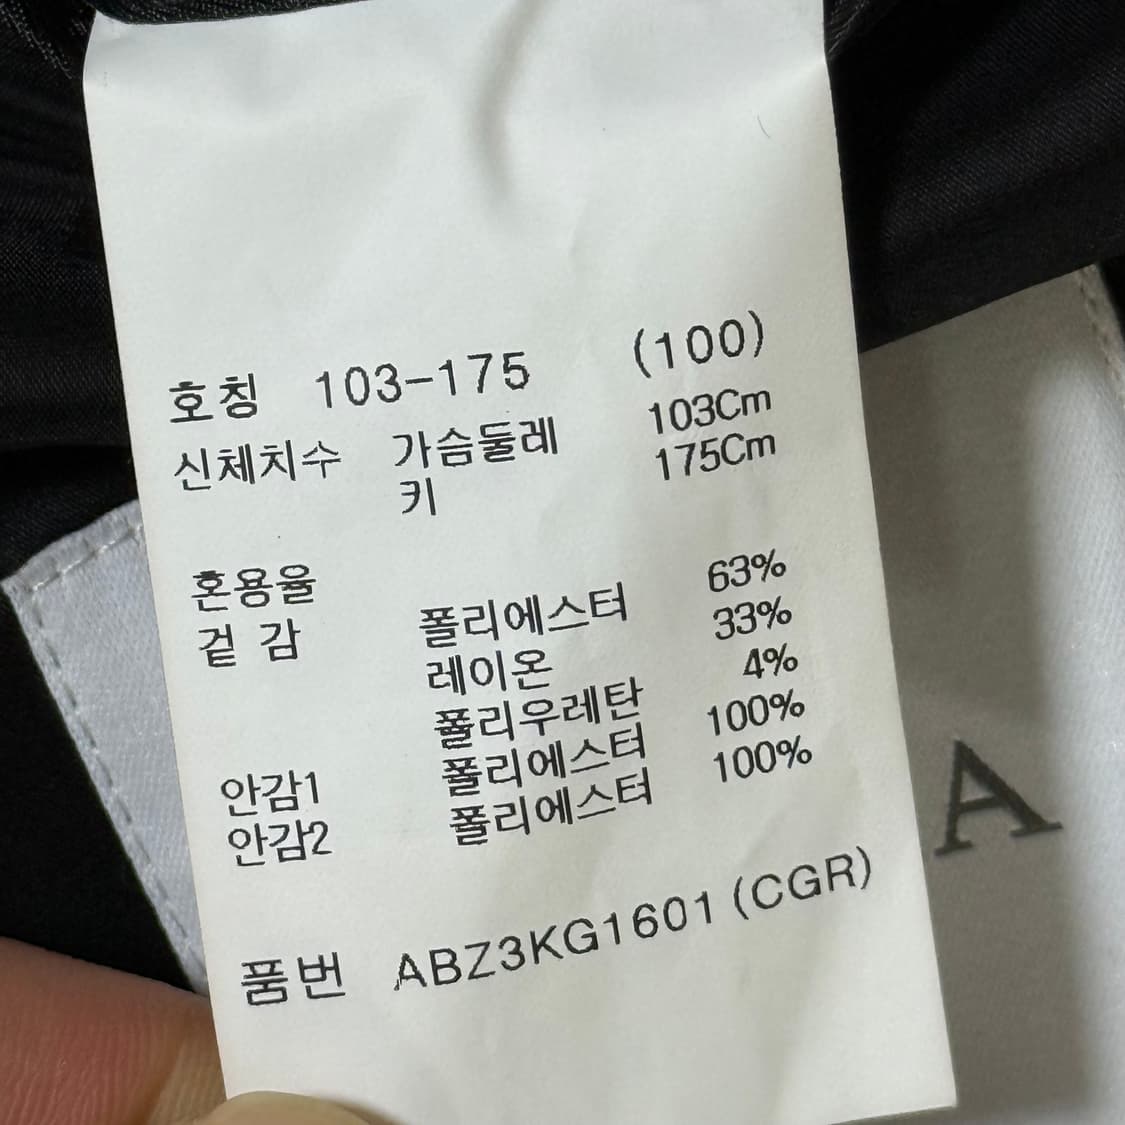 호칭 103-175 (100)
신체치수 가슴둘레 103Cm
키 175Cm
혼용율
겉 감 폴리에스터 63%
레이온 33%
폴리우레탄 4%
안감1 폴리에스터 100%
안감2 폴리에스터 100%
품번 ABZ3KG1601 (CGR)
A